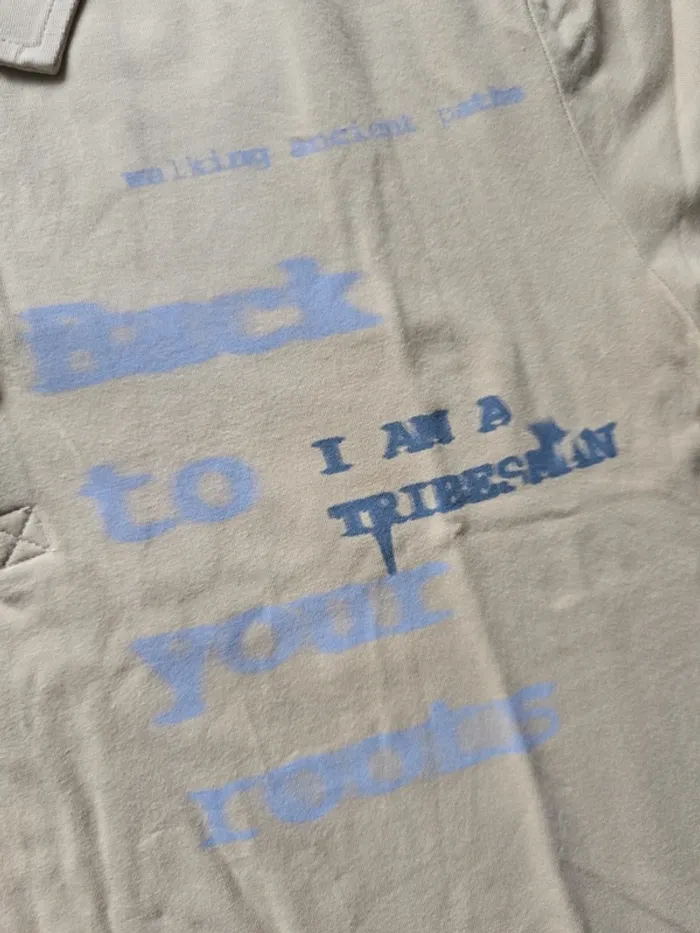 walking ancient paths
Back
to
I AM A
TRIBESMAN
your
roots